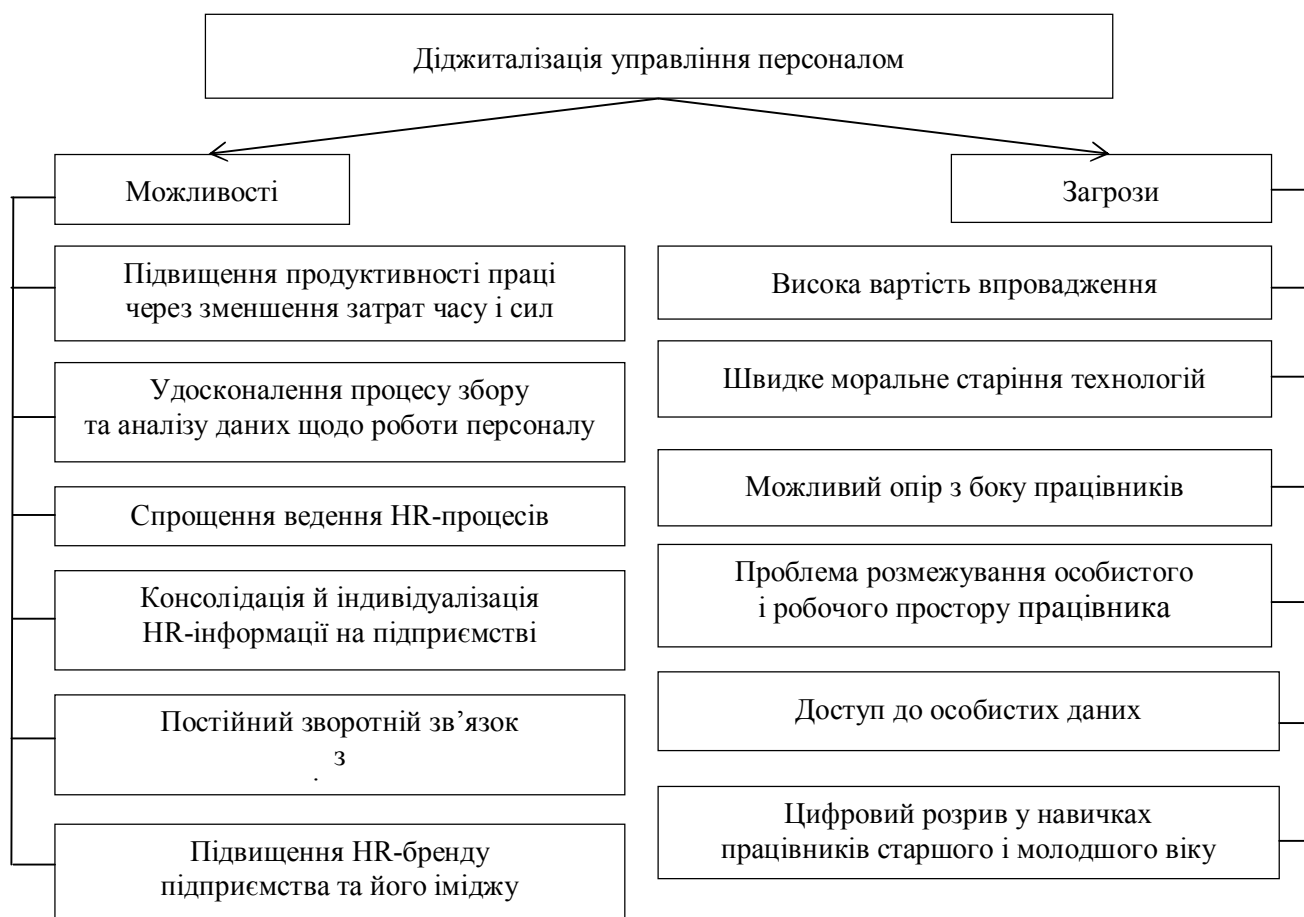 Діджиталізація управління персоналом
Можливості
Загрози
Підвищення продуктивності праці
через зменшення затрат часу і сил
Удосконалення процесу збору
та аналізу даних щодо роботи персоналу
Спрощення ведення HR-процесів
Консолідація й індивідуалізація
HR-інформації на підприємстві
Постійний зворотній зв’язок
з
Підвищення HR-бренду
підприємства та його іміджу
Висока вартість впровадження
Швидке моральне старіння технологій
Можливий опір з боку працівників
Проблема розмежування особистого
і робочого простору працівника
Доступ до особистих даних
Цифровий розрив у навичках
працівників старшого і молодшого віку